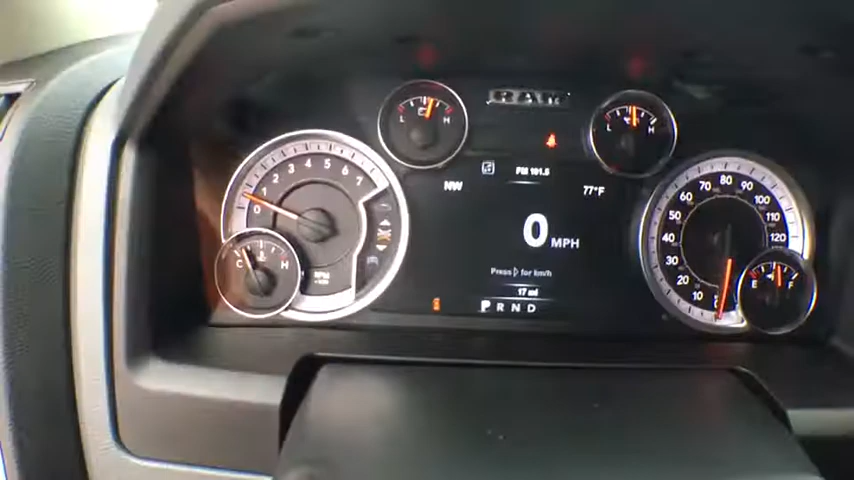 RAM
L H
L H
FM 101.5
NW
77°F
0 1 2 3 4 5 6 7
RPM
C H
0 MPH
Press > for km/h
17 mi
P R N D
20 30 40 50 60 70 80 90 100 110 120
E F